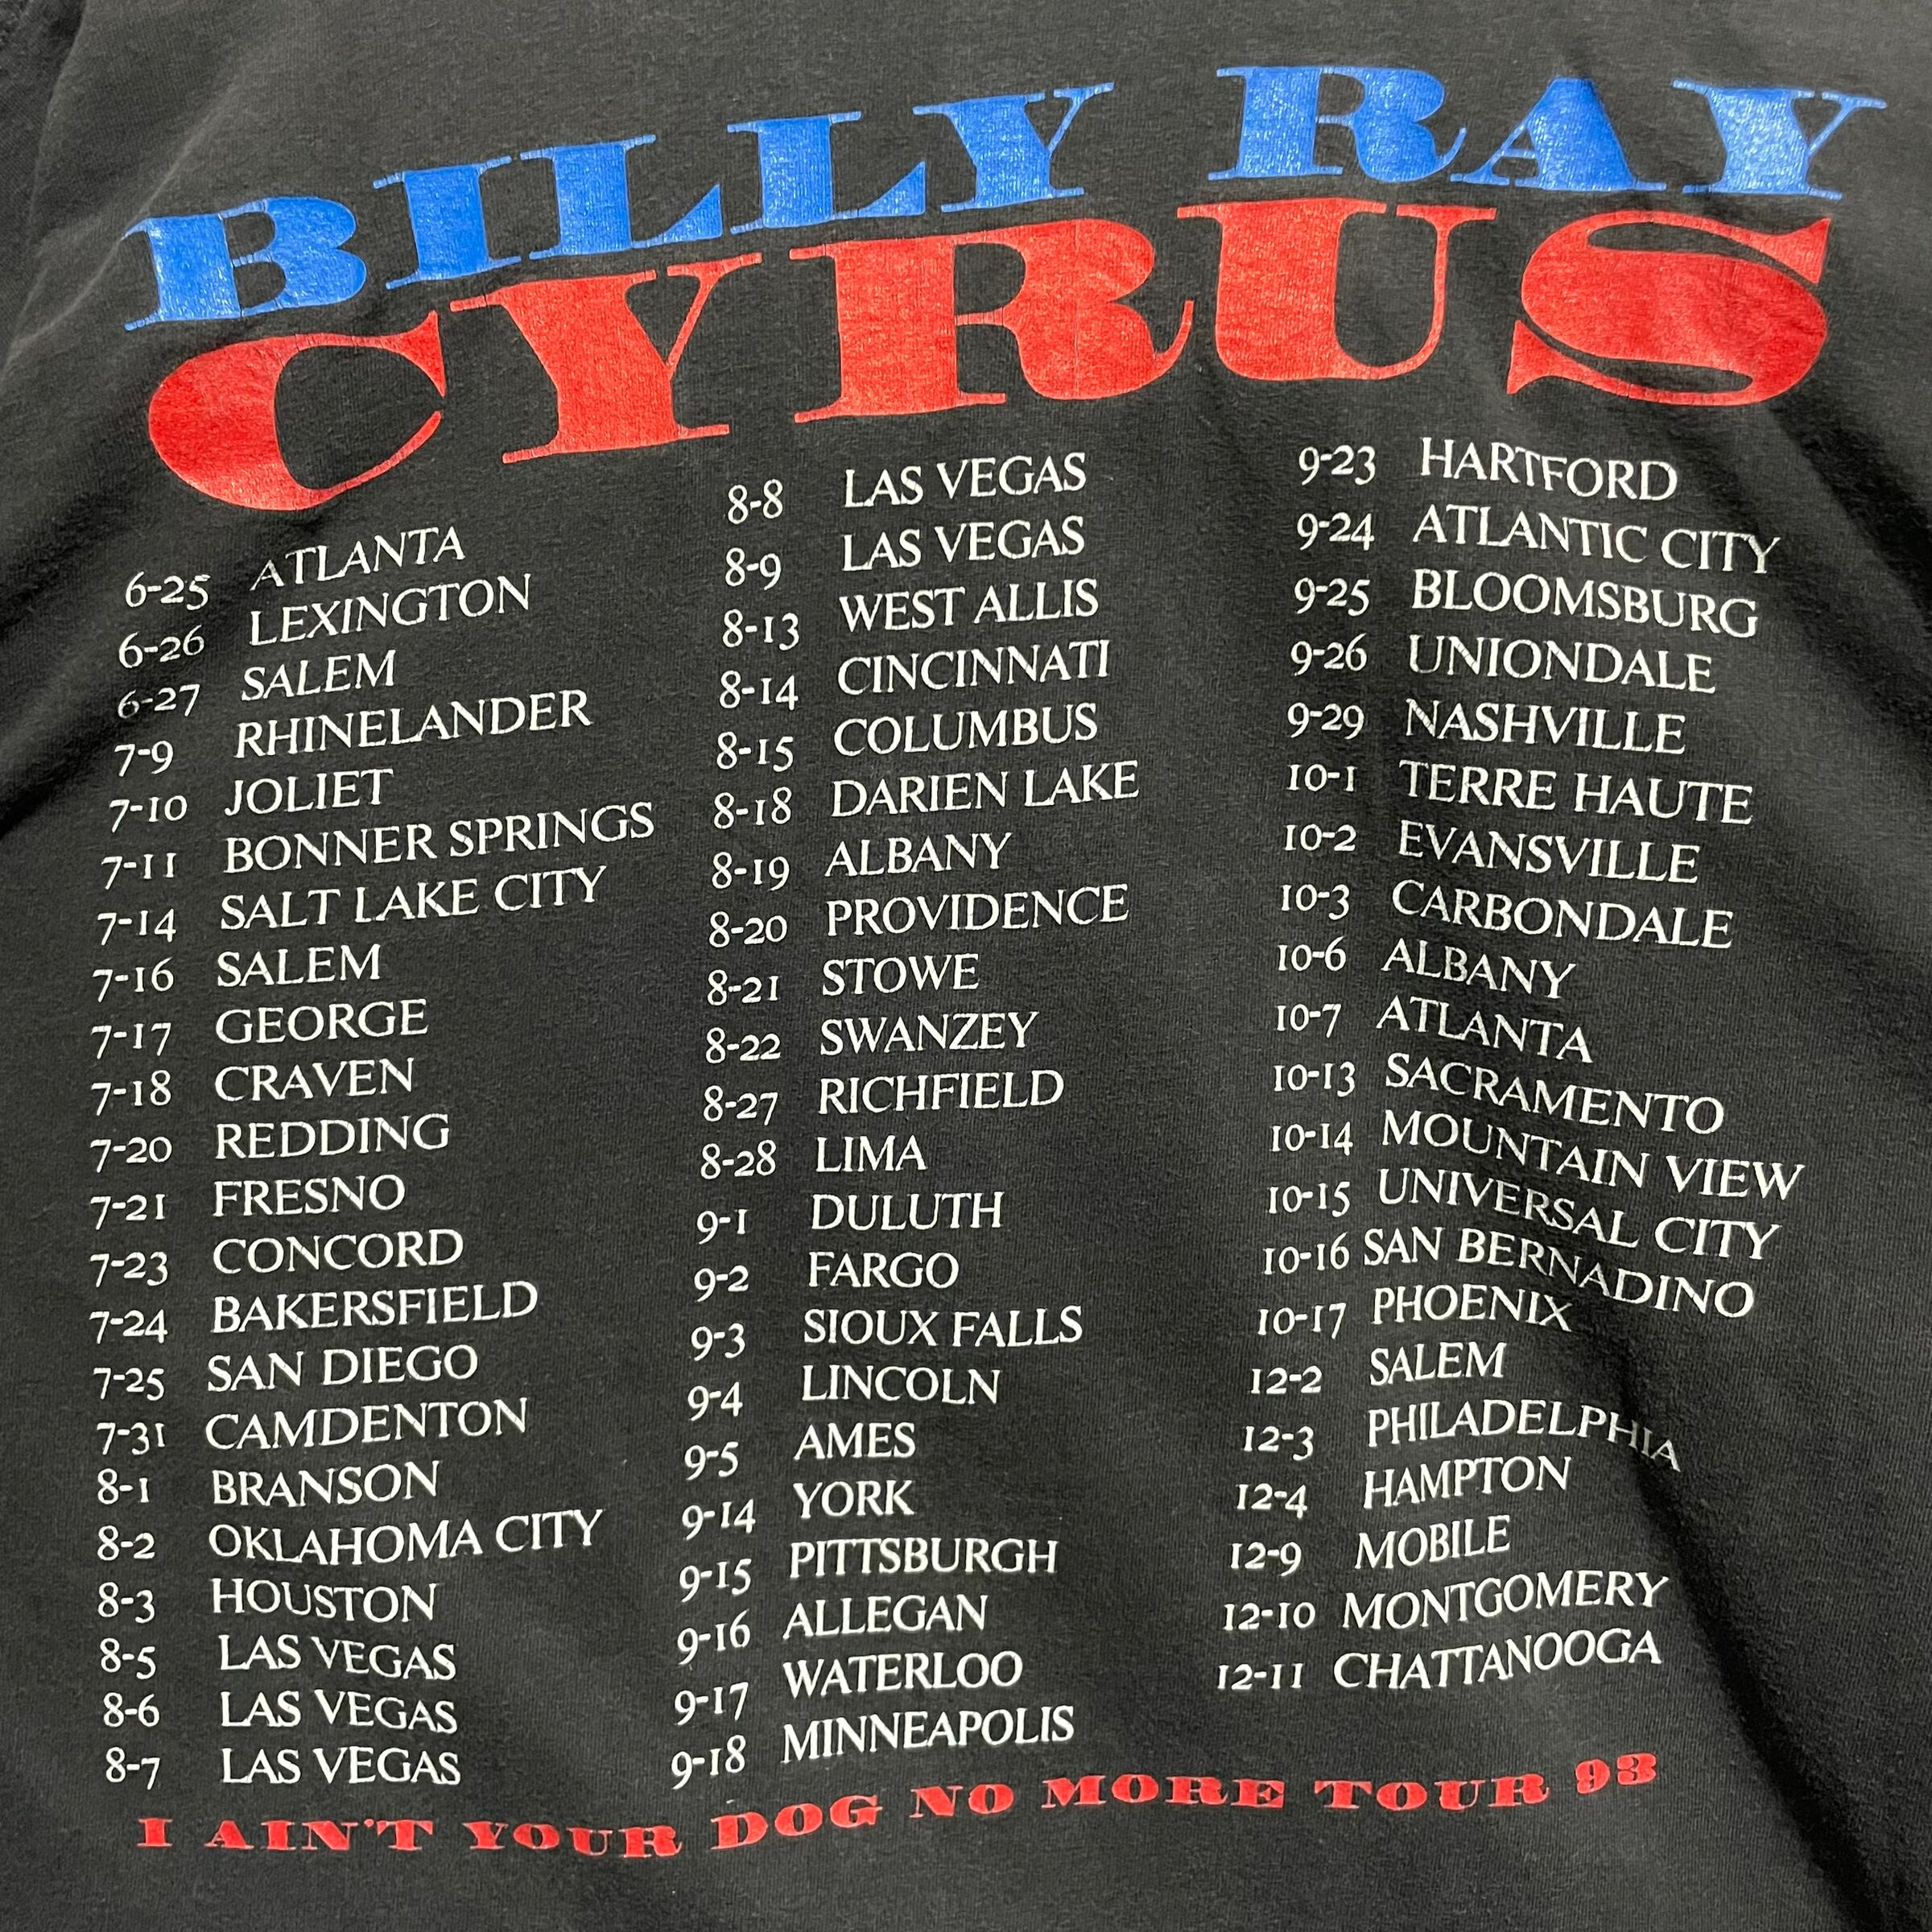 BILLY RAY
CYRUS
6-25 ATLANTA
6-26 LEXINGTON
6-27 SALEM
7-9 RHINELANDER
7-10 JOLIET
7-11 BONNER SPRINGS
7-14 SALT LAKE CITY
7-16 SALEM
7-17 GEORGE
7-18 CRAVEN
7-20 REDDING
7-21 FRESNO
7-23 CONCORD
7-24 BAKERSFIELD
7-25 SAN DIEGO
7-31 CAMDENTON
8-1 BRANSON
8-2 OKLAHOMA CITY
8-3 HOUSTON
8-5 LAS VEGAS
8-6 LAS VEGAS
8-7 LAS VEGAS
8-8 LAS VEGAS
8-9 LAS VEGAS
8-13 WEST ALLIS
8-14 CINCINNATI
8-15 COLUMBUS
8-18 DARIEN LAKE
8-19 ALBANY
8-20 PROVIDENCE
8-21 STOWE
8-22 SWANZEY
8-27 RICHFIELD
8-28 LIMA
9-1 DULUTH
9-2 FARGO
9-3 SIOUX FALLS
9-4 LINCOLN
9-5 AMES
9-14 YORK
9-15 PITTSBURGH
9-16 ALLEGAN
9-17 WATERLOO
9-18 MINNEAPOLIS
9-23 HARTFORD
9-24 ATLANTIC CITY
9-25 BLOOMSBURG
9-26 UNIONDALE
9-29 NASHVILLE
10-1 TERRE HAUTE
10-2 EVANSVILLE
10-3 CARBONDALE
10-6 ALBANY
10-7 ATLANTA
10-13 SACRAMENTO
10-14 MOUNTAIN VIEW
10-15 UNIVERSAL CITY
10-16 SAN BERNADINO
10-17 PHOENIX
12-2 SALEM
12-3 PHILADELPHIA
12-4 HAMPTON
12-9 MOBILE
12-10 MONTGOMERY
12-11 CHATTANOOGA
I AIN'T YOUR DOG NO MORE TOUR 93